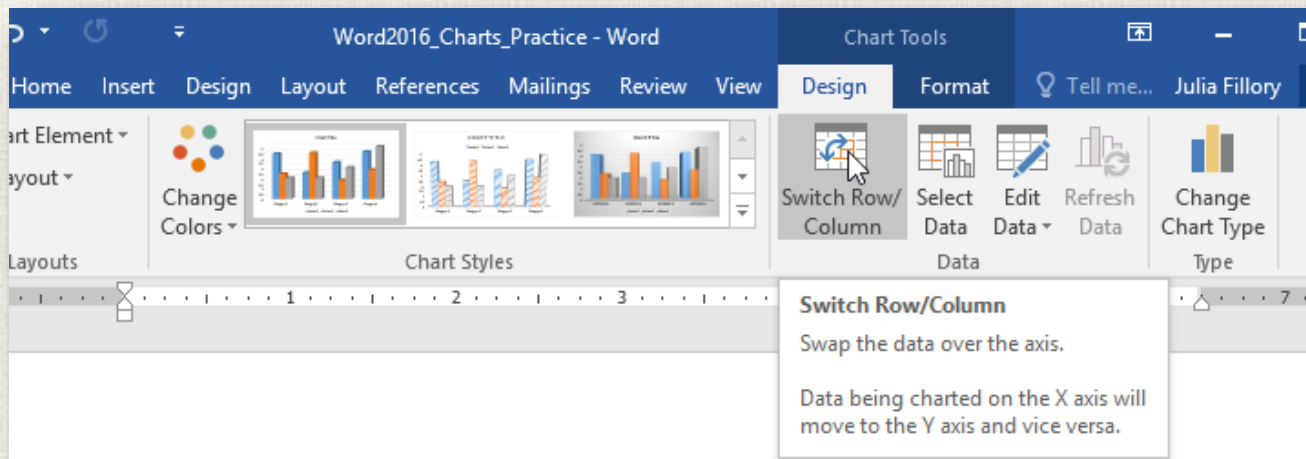 Word2016_Charts_Practice - Word
Chart Tools
Home Insert Design Layout References Mailings Review View Design Format Tell me... Julia Fillory
art Element
ayout
Change
Colors
Switch Row/
Column
Select
Data
Edit
Data
Refresh
Data
Change
Chart Type
Layouts
Chart Styles
Data
Type
1 2 3 7
Switch Row/Column
Swap the data over the axis.
Data being charted on the X axis will
move to the Y axis and vice versa.